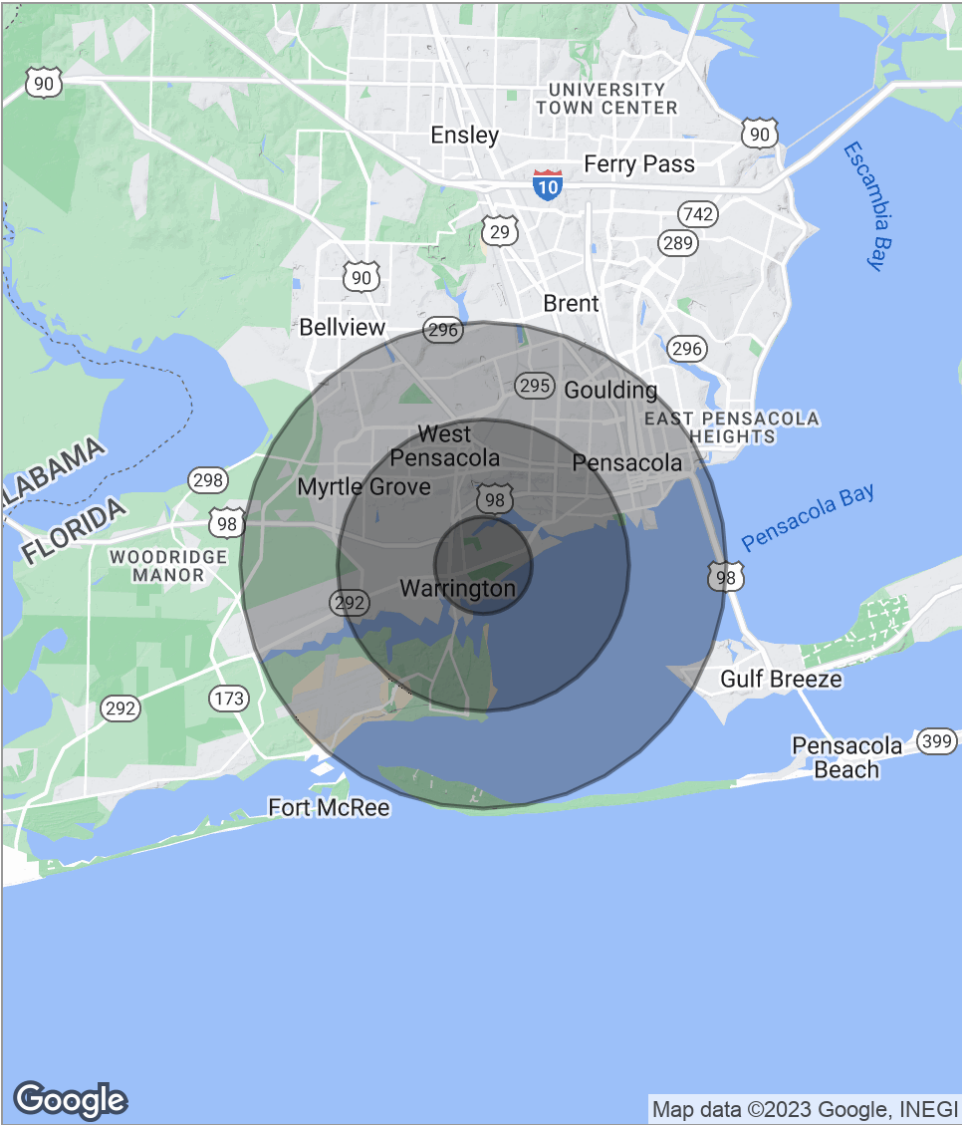 90
UNIVERSITY
TOWN CENTER
Ensley
90
Ferry Pass
10
Escambia Bay
742
29
289
90
Brent
Bellview
296
296
295
Goulding
EAST PENSACOLA
HEIGHTS
West
Pensacola
Pensacola
ALABAMA
298
Myrtle Grove
98
Pensacola Bay
FLORIDA
98
WOODRIDGE
MANOR
Warrington
98
292
Gulf Breeze
173
292
Pensacola
Beach
399
Fort McRee
Google
Map data ©2023 Google, INEGI